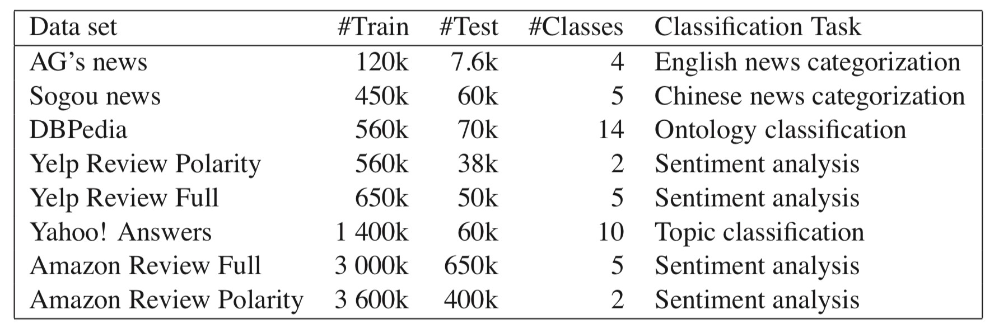 Data set #Train #Test #Classes Classification Task
AG’s news 120k 7.6k 4 English news categorization
Sogou news 450k 60k 5 Chinese news categorization
DBPedia 560k 70k 14 Ontology classification
Yelp Review Polarity 560k 38k 2 Sentiment analysis
Yelp Review Full 650k 50k 5 Sentiment analysis
Yahoo! Answers 1 400k 60k 10 Topic classification
Amazon Review Full 3 000k 650k 5 Sentiment analysis
Amazon Review Polarity 3 600k 400k 2 Sentiment analysis